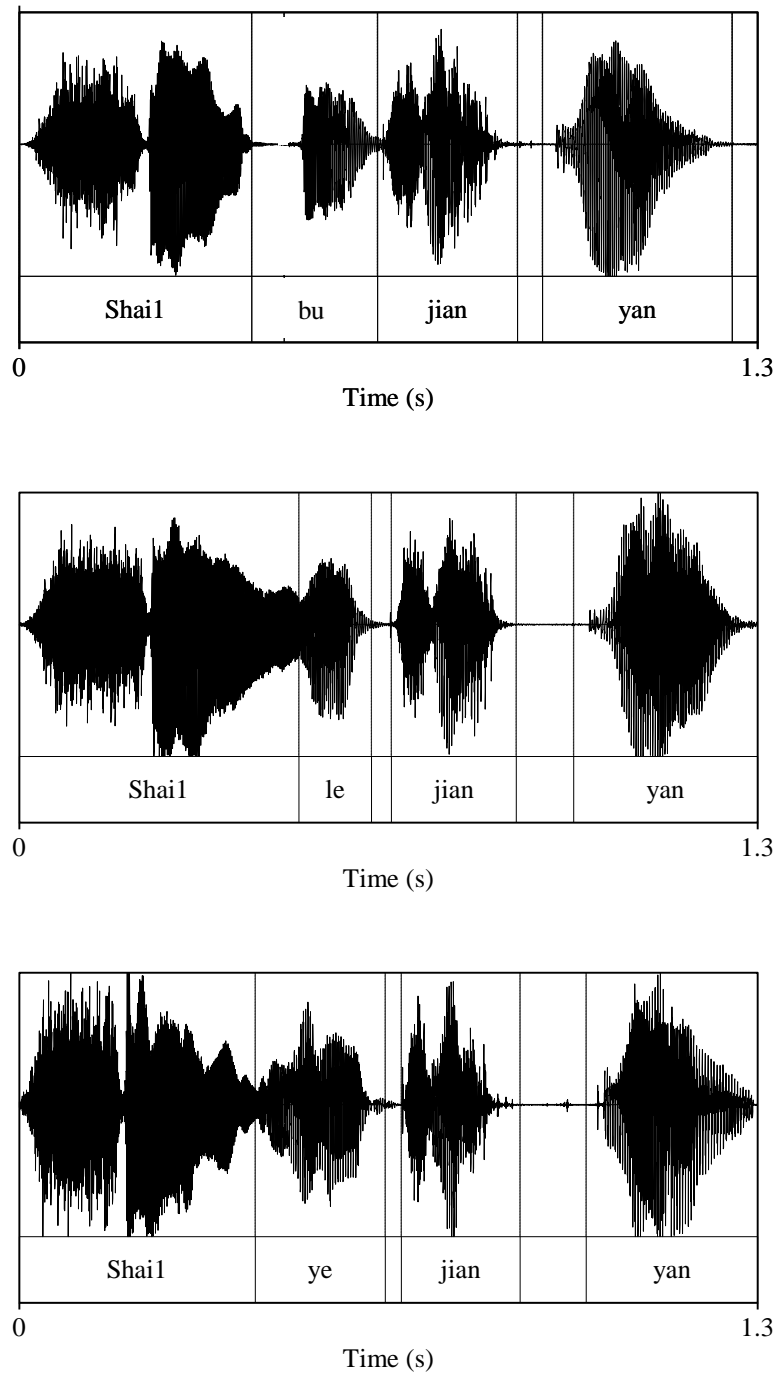 Shai1 bu jian yan
0 1.3
Time (s)
Shai1 le jian yan
0 1.3
Time (s)
Shai1 ye jian yan
0 1.3
Time (s)